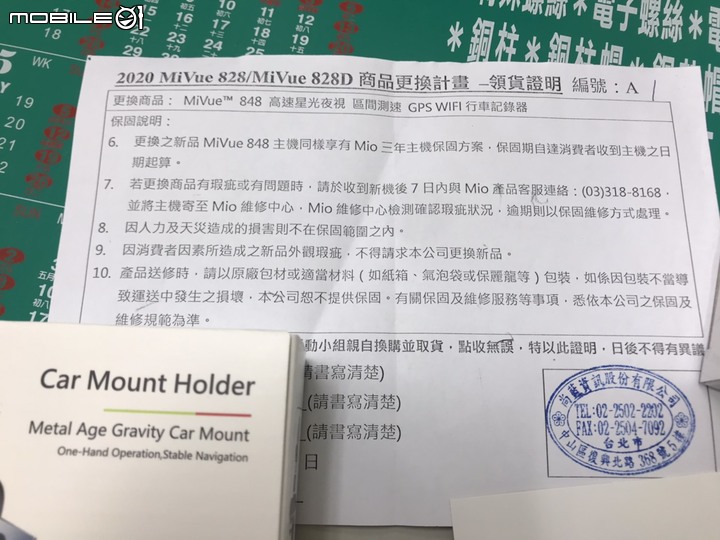 mobile01
2020 MiVue 828/MiVue 828D 商品更換計畫 –領貨證明 編號：A 1
更換商品： MiVue™ 848 高速星光夜視 區間測速 GPS WIFI 行車記錄器
保固說明：
6. 更換之新品 MiVue 848 主機同樣享有 Mio 三年主機保固方案，保固期自達消費者收到主機之日
期起算。
7. 若更換商品有瑕疵或有問題時，請於收到新機後 7 日內與 Mio 產品客服連絡：(03)318-8168，
並將主機寄至 Mio 維修中心，Mio 維修中心檢測確認瑕疵狀況，逾期則以保固維修方式處理。
8. 因人力及天災造成的損害則不在保固範圍之內。
9. 因消費者因素所造成之新品外觀瑕疵，不得請求本公司更換新品。
10. 產品送修時，請以原廠包材或適當材料（如紙箱、氣泡袋或保麗龍等）包裝，如係因包裝不當導
致運送中發生之損壞，本公司恕不提供保固。有關保固及維修服務等事項，悉依本公司之保固及
維修規範為準。
動小組親自換購並取貨，點收無誤，特以此證明，日後不得有異議
(請書寫清楚)
(請書寫清楚)
(請書寫清楚)
日
尚藍資訊股份有限公司
TEL:02-2502-2202
FAX:02-2504-7092
台北市
中山區復興北路368號5樓
Car Mount Holder
Metal Age Gravity Car Mount
One-Hand Operation,Stable Navigation
＊電子螺絲＊
＊銅柱＊銅柱帽
WK